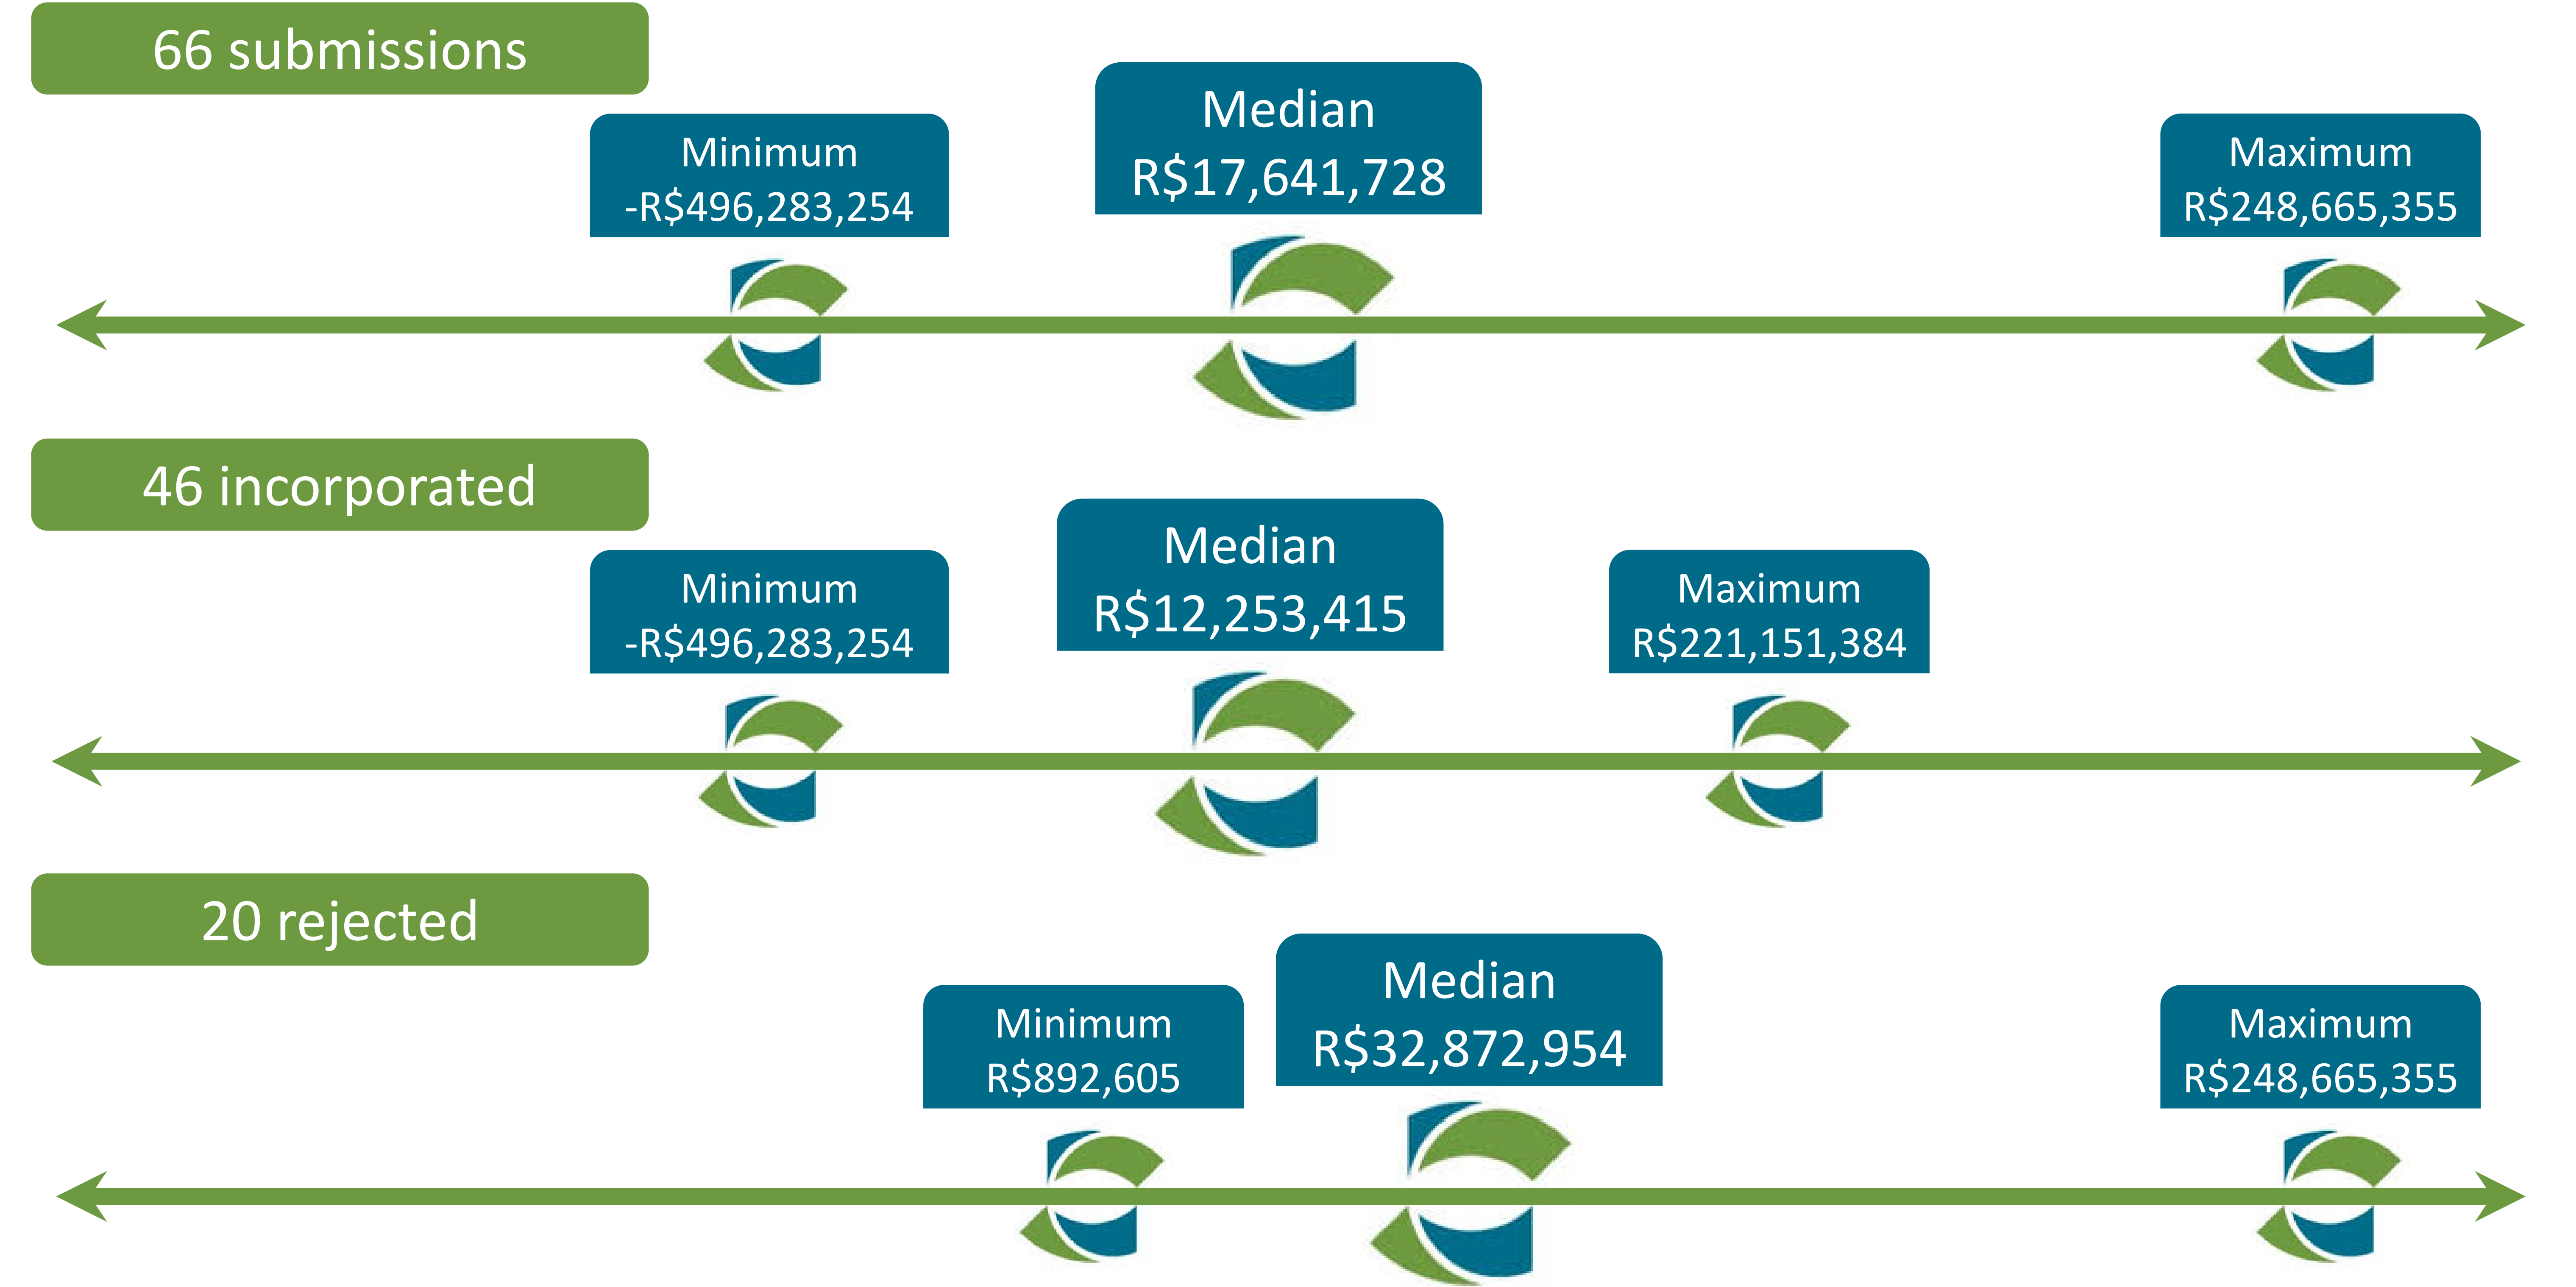 66 submissions
Minimum
-R$496,283,254
Median
R$17,641,728
Maximum
R$248,665,355
46 incorporated
Minimum
-R$496,283,254
Median
R$12,253,415
Maximum
R$221,151,384
20 rejected
Minimum
R$892,605
Median
R$32,872,954
Maximum
R$248,665,355